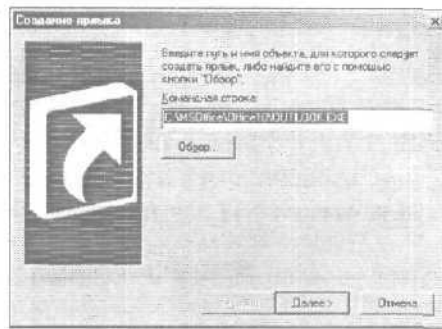 Создание ярлыка
Введите путь и имя объекта, для которого следует
создать ярлык, либо найдите его с помощью
кнопки "Обзор".
Командная строка:
Обзор...
Далее >
Отмена